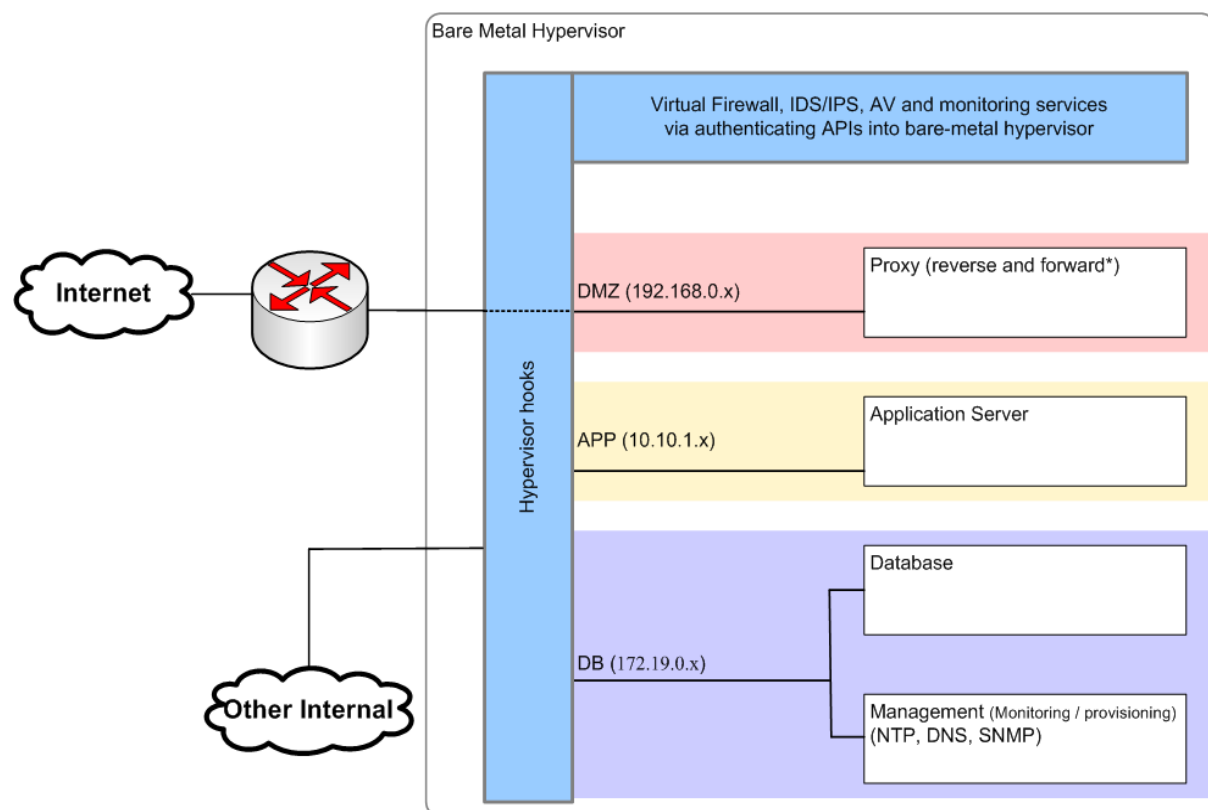 Bare Metal Hypervisor
Virtual Firewall, IDS/IPS, AV and monitoring services
via authenticating APIs into bare-metal hypervisor
Internet
DMZ (192.168.0.x)
Proxy (reverse and forward*)
Hypervisor hooks
APP (10.10.1.x)
Application Server
Other Internal
DB (172.19.0.x)
Database
Management (Monitoring / provisioning)
(NTP, DNS, SNMP)